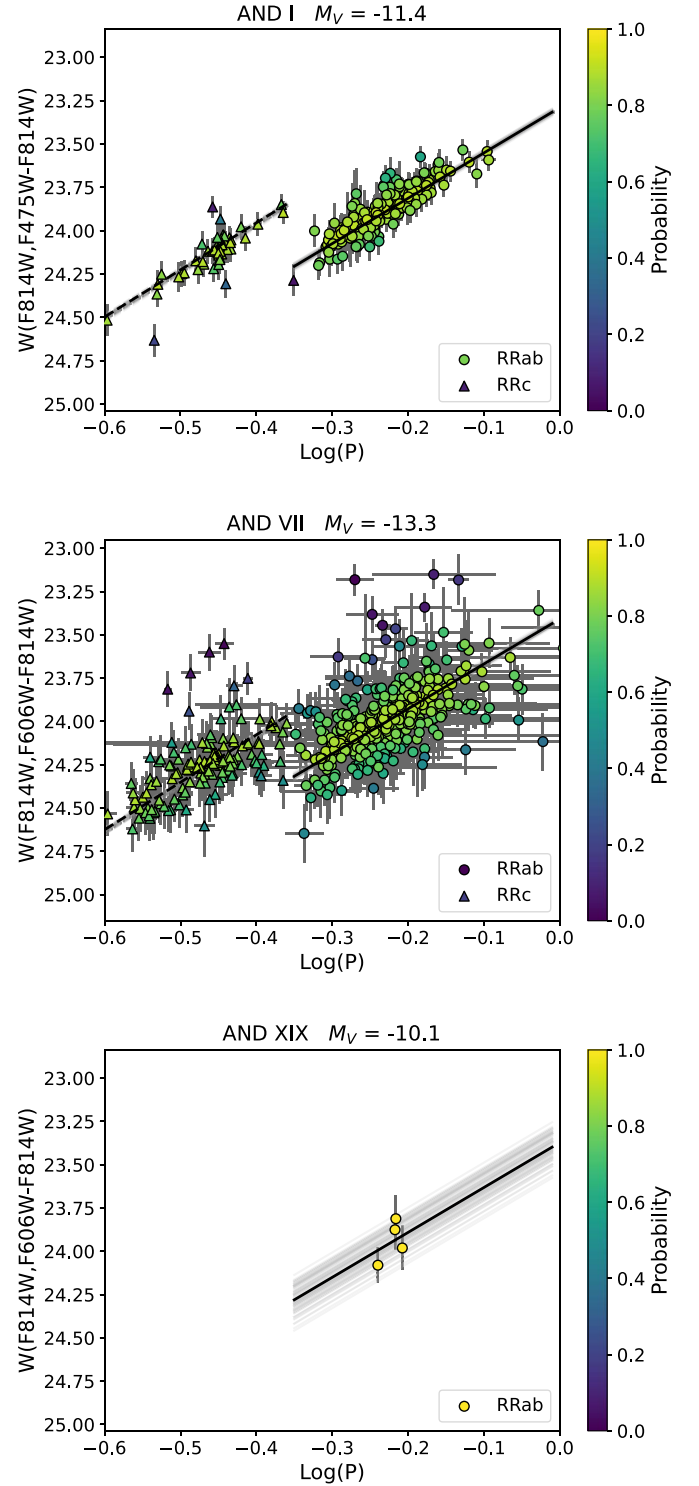 AND I   M_V = -11.4
W(F814W,F475W-F814W)
23.00
23.25
23.50
23.75
24.00
24.25
24.50
24.75
25.00
RRab
RRc
−0.6 −0.5 −0.4 −0.3 −0.2 −0.1 0.0
Log(P)
1.0
0.8
0.6
0.4
0.2
0.0
Probability
AND VII   M_V = -13.3
W(F814W,F606W-F814W)
23.00
23.25
23.50
23.75
24.00
24.25
24.50
24.75
25.00
RRab
RRc
−0.6 −0.5 −0.4 −0.3 −0.2 −0.1 0.0
Log(P)
1.0
0.8
0.6
0.4
0.2
0.0
Probability
AND XIX   M_V = -10.1
W(F814W,F606W-F814W)
23.00
23.25
23.50
23.75
24.00
24.25
24.50
24.75
25.00
RRab
−0.6 −0.5 −0.4 −0.3 −0.2 −0.1 0.0
Log(P)
1.0
0.8
0.6
0.4
0.2
0.0
Probability